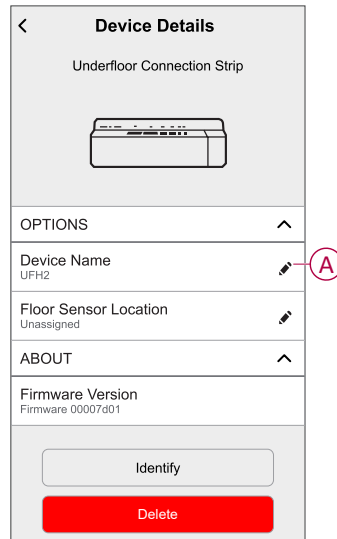 Device Details
Underfloor Connection Strip
OPTIONS
Device Name
UFH2
A
Floor Sensor Location
Unassigned
ABOUT
Firmware Version
Firmware 00007d01
Identify
Delete